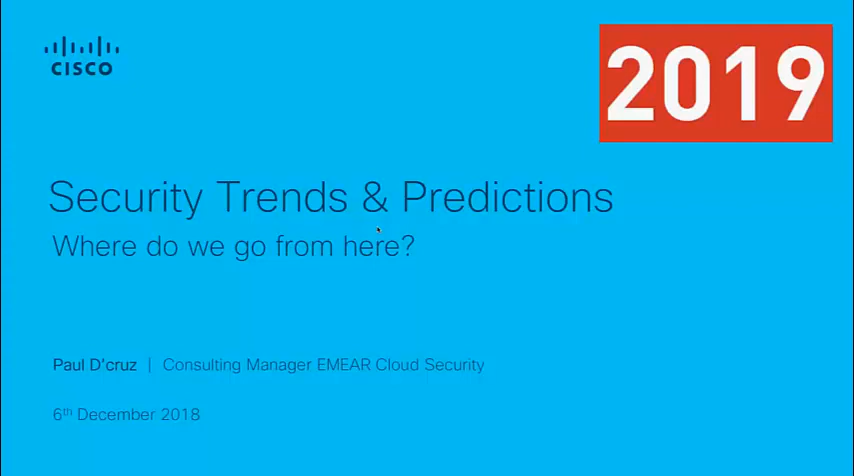 CISCO
2019
Security Trends & Predictions
Where do we go from here?
Paul D'cruz | Consulting Manager EMEAR Cloud Security
6th December 2018